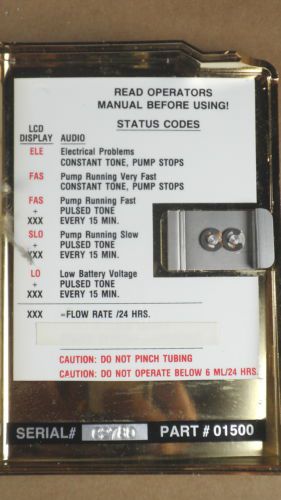 READ OPERATORS
MANUAL BEFORE USING!
STATUS CODES
LCD
DISPLAY AUDIO
ELE Electrical Problems
CONSTANT TONE, PUMP STOPS
FAS Pump Running Very Fast
CONSTANT TONE, PUMP STOPS
FAS Pump Running Fast
+ PULSED TONE
XXX EVERY 15 MIN.
SLO Pump Running Slow
+ PULSED TONE
XXX EVERY 15 MIN.
LO Low Battery Voltage
+ PULSED TONE
XXX EVERY 15 MIN.
XXX =FLOW RATE /24 HRS.
CAUTION: DO NOT PINCH TUBING
CAUTION: DO NOT OPERATE BELOW 6 ML/24 HRS.
SERIAL# PART # 01500